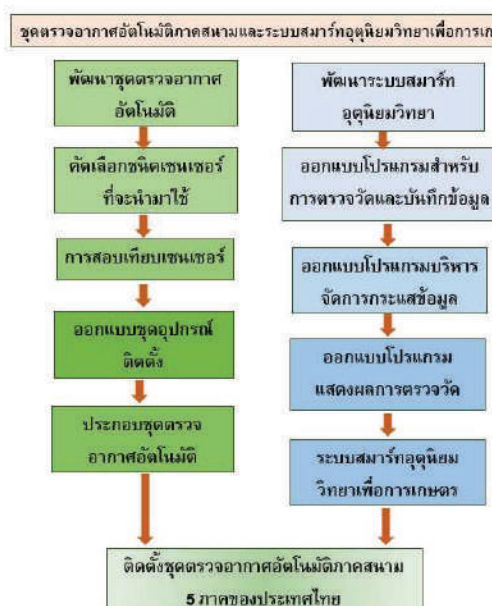 ชุดตรวจอากาศอัตโนมัติภาคสนามและระบบสมาร์ทอุตุนิยมวิทยาเพื่อการเก
พัฒนาชุดตรวจอากาศ
อัตโนมัติ
คัดเลือกชนิดเซนเซอร์
ที่จะนำมาใช้
การสอบเทียบเซนเซอร์
ออกแบบชุดอุปกรณ์
ติดตั้ง
ประกอบชุดตรวจ
อากาศอัตโนมัติ
พัฒนาระบบสมาร์ท
อุตุนิยมวิทยา
ออกแบบโปรแกรมสำหรับ
การตรวจวัดและบันทึกข้อมูล
ออกแบบโปรแกรมบริหาร
จัดการกระแสข้อมูล
ออกแบบโปรแกรม
แสดงผลการตรวจวัด
ระบบสมาร์ทอุตุนิยม
วิทยาเพื่อการเกษตร
ติดตั้งชุดตรวจอากาศอัตโนมัติภาคสนาม
5 ภาคของประเทศไทย